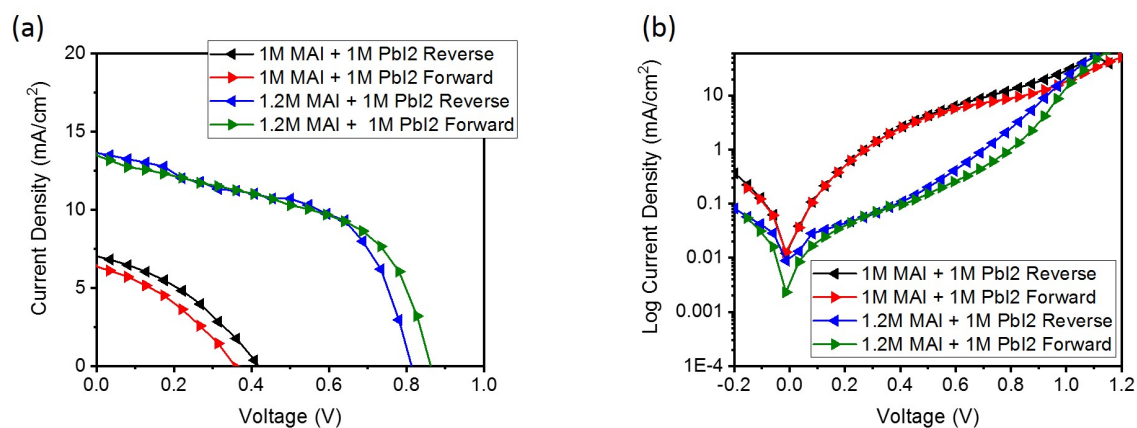 (a)
20
15
10
5
0
Current Density (mA/cm²)
1M MAI + 1M PbI2 Reverse
1M MAI + 1M PbI2 Forward
1.2M MAI + 1M PbI2 Reverse
1.2M MAI +  1M PbI2 Forward
0.0 0.2 0.4 0.6 0.8 1.0
Voltage (V)
(b)
10
1
0.1
0.01
0.001
1E-4
Log Current Density (mA/cm²)
1M MAI + 1M PbI2 Reverse
1M MAI + 1M PbI2 Forward
1.2M MAI + 1M PbI2 Reverse
1.2M MAI + 1M PbI2 Forward
-0.2 0.0 0.2 0.4 0.6 0.8 1.0 1.2
Voltage (V)